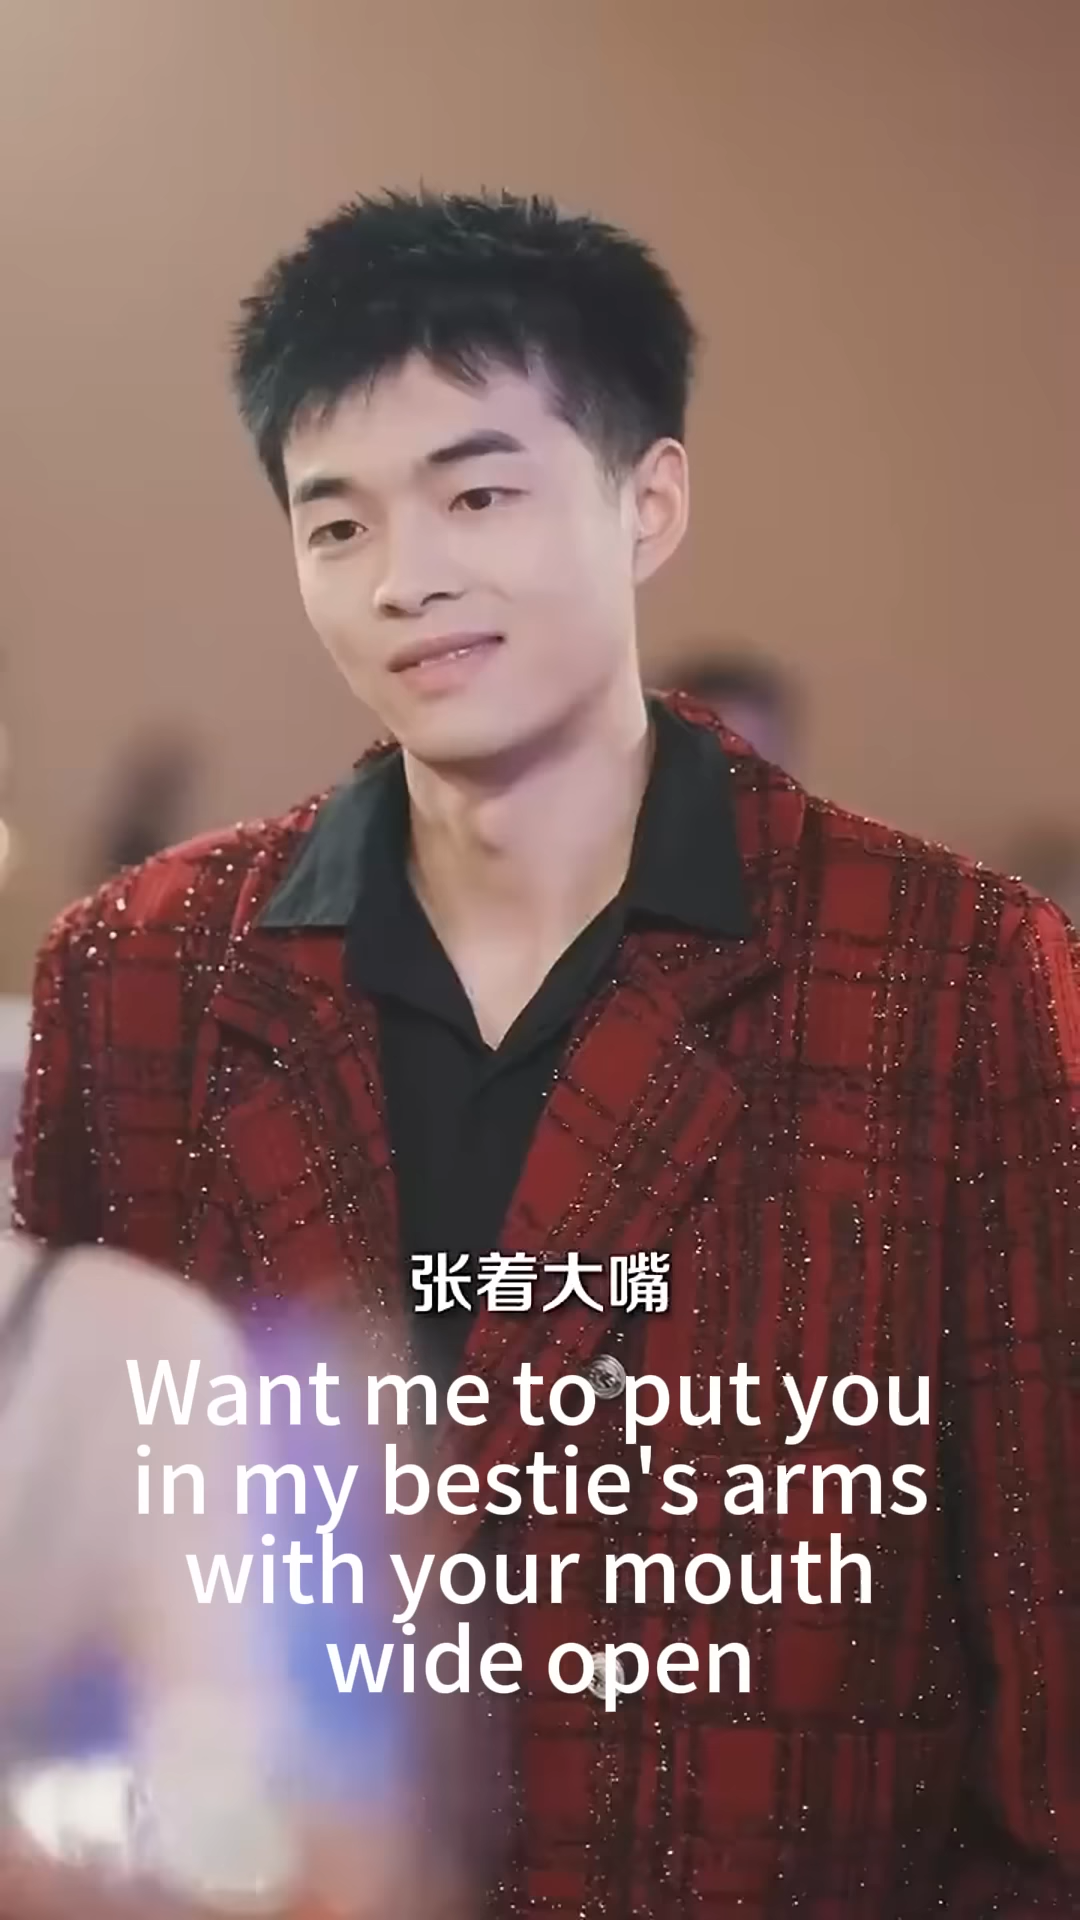 张着大嘴
Want me to put you
in my bestie's arms
with your mouth
wide open